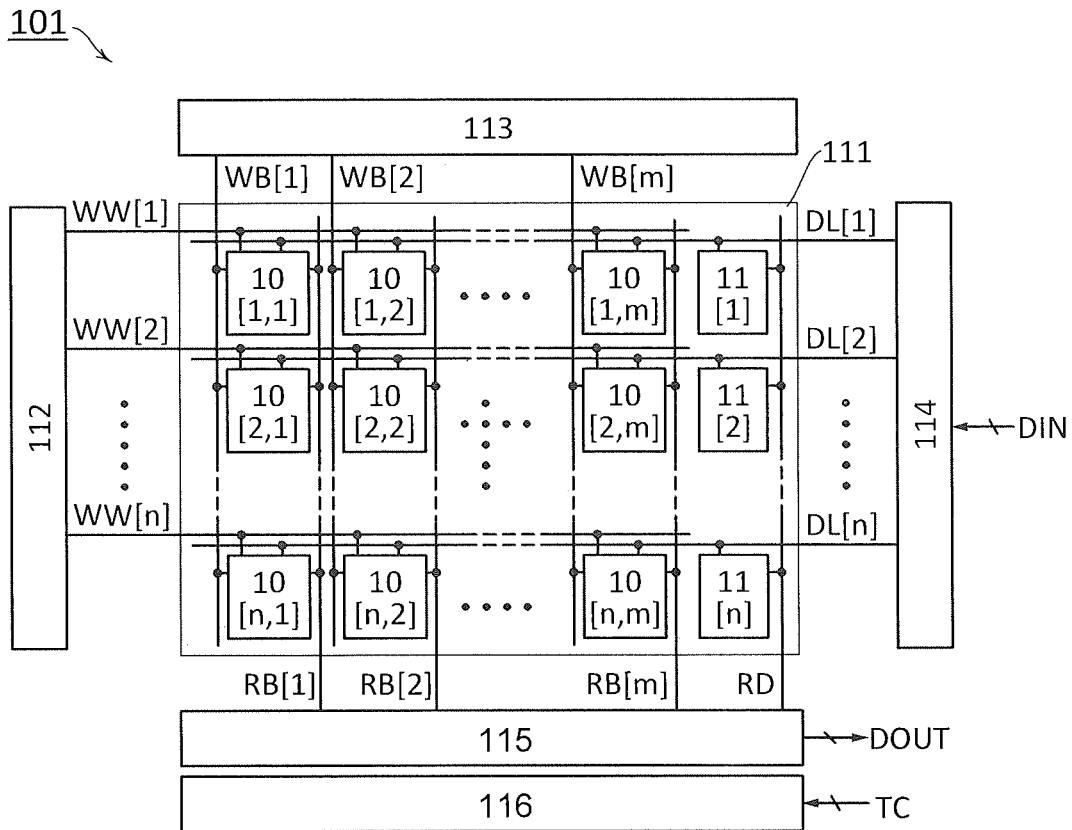 101
113
111
WB[1] WB[2] WB[m]
WW[1] DL[1]
10 10 10 11
[1,1] [1,2] [1,m] [1]
WW[2] DL[2]
10 10 10 11
[2,1] [2,2] [2,m] [2]
112
114
DIN
WW[n] DL[n]
10 10 10 11
[n,1] [n,2] [n,m] [n]
RB[1] RB[2] RB[m] RD
115 DOUT
116 TC